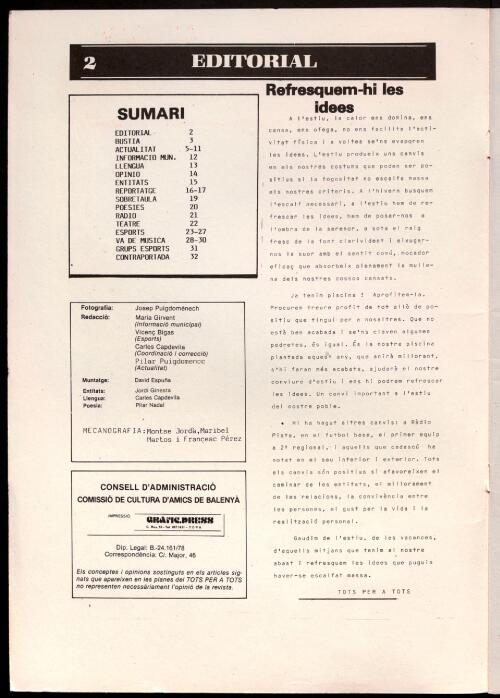 2
EDITORIAL
SUMARI
EDITORIAL 2
BUSTIA 3
ACTUALITAT 5-11
INFORMACIO MUN. 12
LLENGUA 13
OPINIO 14
ENTITATS 15
REPORTATGE 16-17
SOBRETAULA 19
POESIES 20
RADIO 21
TEATRE 22
ESPORTS 23-27
VA DE MUSICA 28-30
GRUPS ESPORTS 31
CONTRAPORTADA 32
Fotografia: Josep Puigdomènech
Redacció: Maria Girvent
(Informació municipal)
Vicenç Bigas
(Esports)
Carles Capdevila
(Coordinació i correcció)
Pilar Puigdomenec
(Actualitat)
Muntatge: David Espuña
Entitats: Jordi Ginesta
Llengua: Carles Capdevila
Poesia: Pilar Nadal
MECANOGRAFIA: Montse Jordà, Maribel
Martos i Françesc Pérez
CONSELL D'ADMINISTRACIÓ
COMISSIÓ DE CULTURA D'AMICS DE BALENYÀ
IMPRESSIÓ
GRAFIC.PRESS
Dip. Legal: B-24.161/78
Correspondència: C/. Major, 46
Els conceptes i opinions sostinguts en els articles sig-
nats que apareixen en les planes del TOTS PER A TOTS
no representen necessàriament l'opinió de la revista.
Refresquem-hi les
idees
A l'estiu, la calor ens domina, ens
cansa, ens ofega, no ens facilita l'acti-
vitat física i a voltes se'ns evaporen
les idees. L'estiu produeix uns canvis
en els nostres costums que poden ser po-
sitius si la fogositat no escalfa massa
els nostres criteris. A l'hivern busquem
l'escalf necessari, a l'estiu hem de re-
frescar les idees, hem de posar-nos a
l'ombra de la serenor, a sota el raig
fresc de la font clarivident i eixugar-
nos la suor amb el sentit comú, mocador
eficaç que absorbeix plenament la mulle-
na dels nostres cossos cansats.
Ja tenim piscina ! Aprofitem-la.
Procurem treure profit de tot allò de po-
sitiu que tingui per a nosaltres. Que no
està ben acabada i se'ns claven algunes
pedretes, és igual. És la nostra piscina
plantada aquest any, que anirà millorant,
s'hi faran més acabats, ajudarà el nostre
conviure d'estiu i ens hi podrem refrescar
les idees. Un canvi important a l'estiu
del nostre poble.
Hi ha hagut altres canvis: a Ràdio
Pista, en el futbol base, el primer equip
a 2ª regional, i aquells que cadascú ha
notat en el seu interior i exterior. Tots
els canvis són positius si afavoreixen el
caminar de les entitats, el millorament
de les relacions, la convivència entre
les persones, el gust per la vida i la
realització personal.
Gaudim de l'estiu, de les vacances,
d'aquells mitjans que tenim al nostre
abast i refresquem les idees que puguin
haver-se escalfat massa.
TOTS PER A TOTS